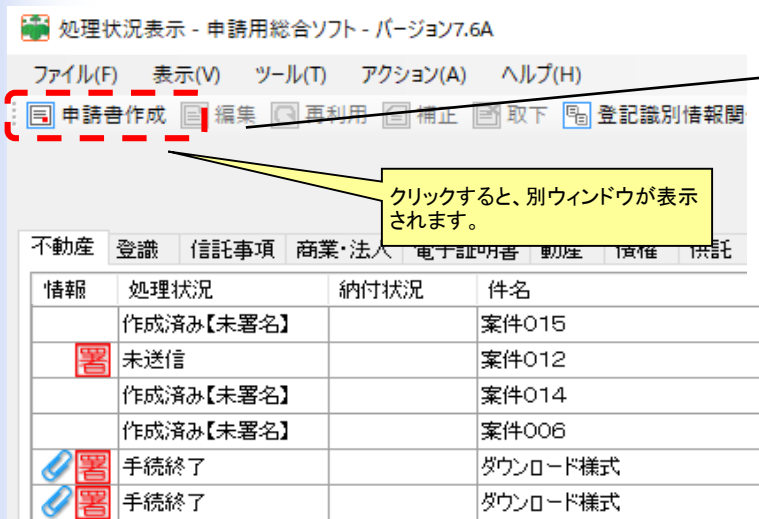 処理状況表示 - 申請用総合ソフト - バージョン7.6A
ファイル(F) 表示(V) ツール(T) アクション(A) ヘルプ(H)
申請書作成 編集 再利用 補正 取下 登記識別情報関
クリックすると、別ウィンドウが表示
されます。
不動産 登識 信託事項 商業・法人 電子証明書 動産 債権 供託
情報 処理状況 納付状況 件名
作成済み【未署名】 案件015
署 未送信 案件012
作成済み【未署名】 案件014
作成済み【未署名】 案件006
署 手続終了 ダウンロード様式
署 手続終了 ダウンロード様式